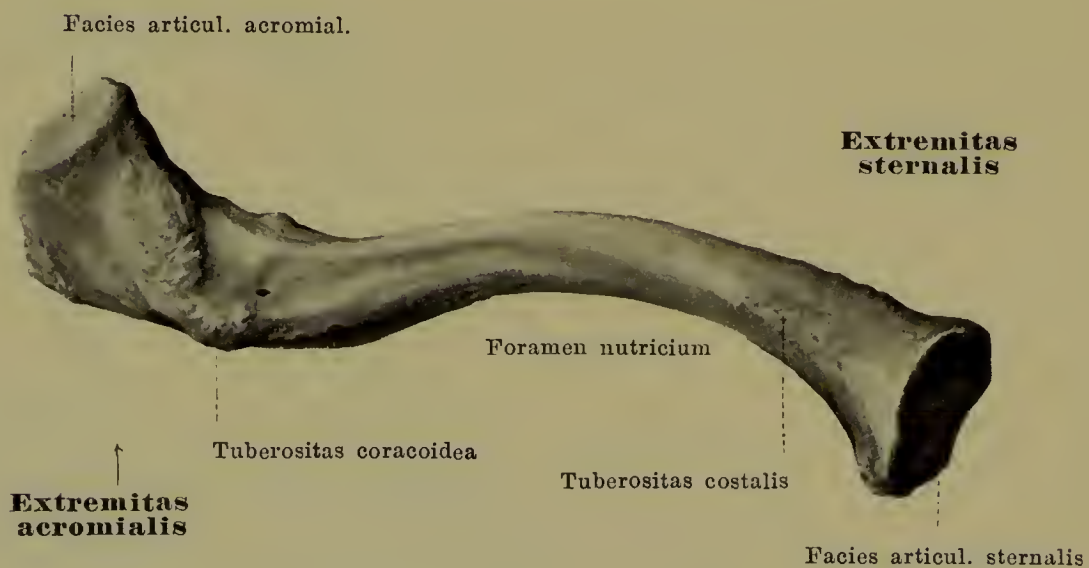 Facies articul. acromial.
Extremitas
sternalis
Foramen nutricium
Tuberositas coracoidea
Tuberositas costalis
Extremitas
acromialis
Facies articul. sternalis